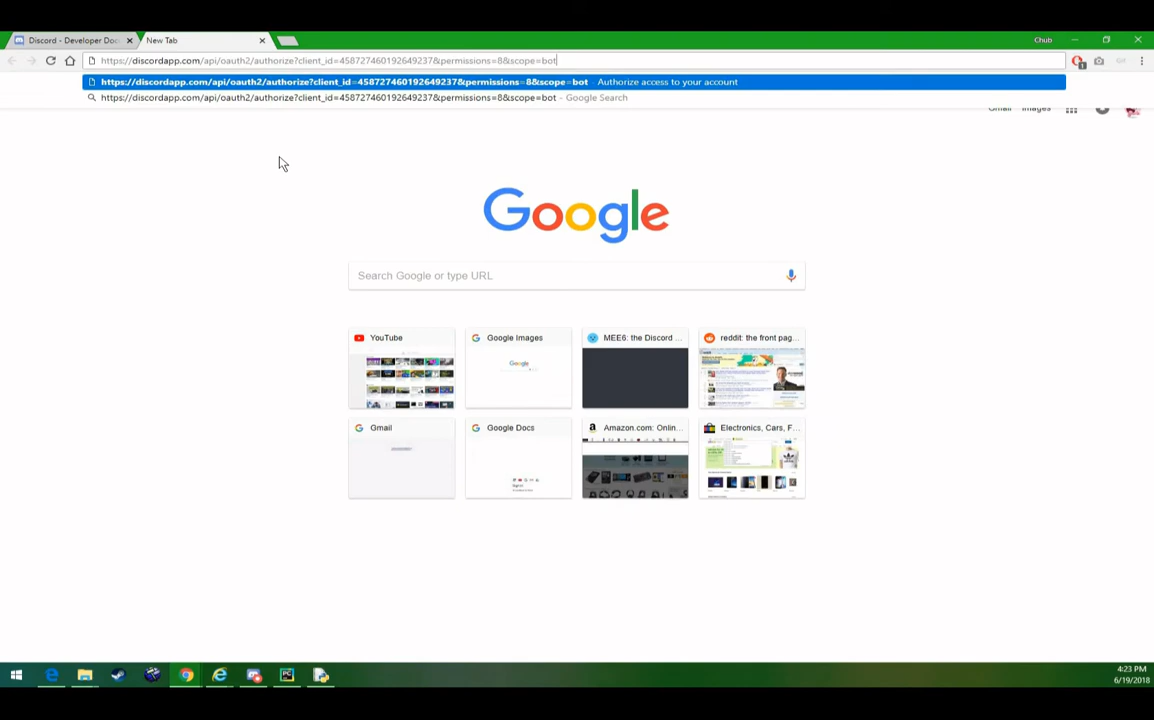 Discord - Developer Doc
New Tab
Chub
https://discordapp.com/api/oauth2/authorize?client_id=458727460192649237&permissions=8&scope=bot
https://discordapp.com/api/oauth2/authorize?client_id=458727460192649237&permissions=8&scope=bot - Authorize access to your account
https://discordapp.com/api/oauth2/authorize?client_id=458727460192649237&permissions=8&scope=bot - Google Search
Gmail Images
Google
Search Google or type URL
YouTube
Google Images
MEE6: the Discord ...
reddit: the front pag...
Gmail
Google Docs
Amazon.com: Onlin...
Electronics, Cars, F...
4:23 PM
6/19/2018